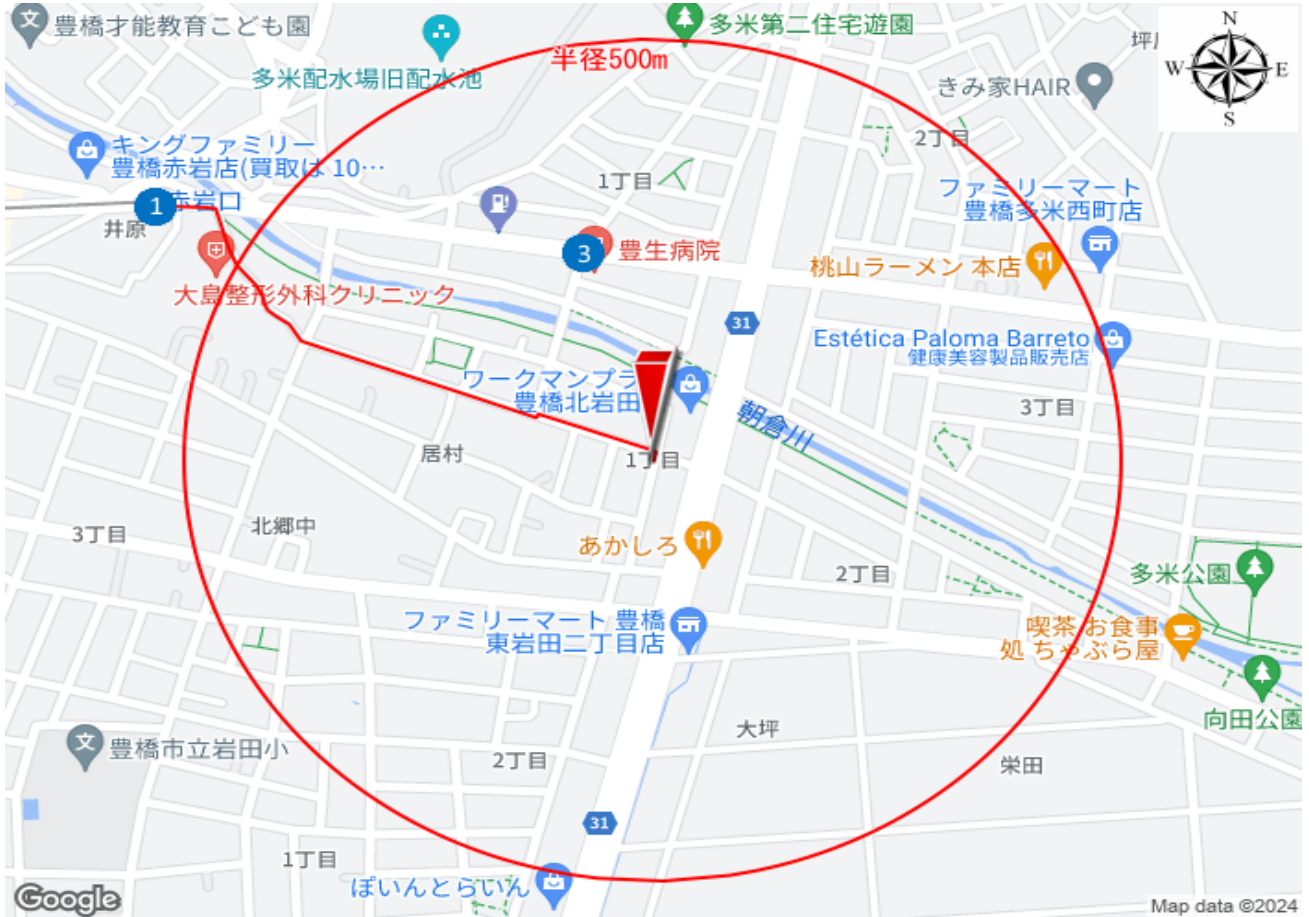 豊橋才能教育こども園
多米第二住宅遊園
半径500m
坪
N
W
E
S
多米配水場旧配水池
きみ家HAIR
キングファミリー
豊橋赤岩店(買取は 10…
2丁目
1丁目
ファミリーマート
豊橋多米西町店
1
赤岩口
井原
3
豊生病院
桃山ラーメン 本店
大島整形外科クリニック
31
Estética Paloma Barreto
健康美容製品販売店
ワークマンプラ
豊橋北岩田
朝倉川
3丁目
居村
1丁目
北郷中
3丁目
あかしろ
2丁目
多米公園
ファミリーマート 豊橋
東岩田二丁目店
喫茶 お食事
処 ちゃぶら屋
向田公園
大坪
豊橋市立岩田小
2丁目
栄田
31
1丁目
ぽいんとらいん
Google
Map data ©2024